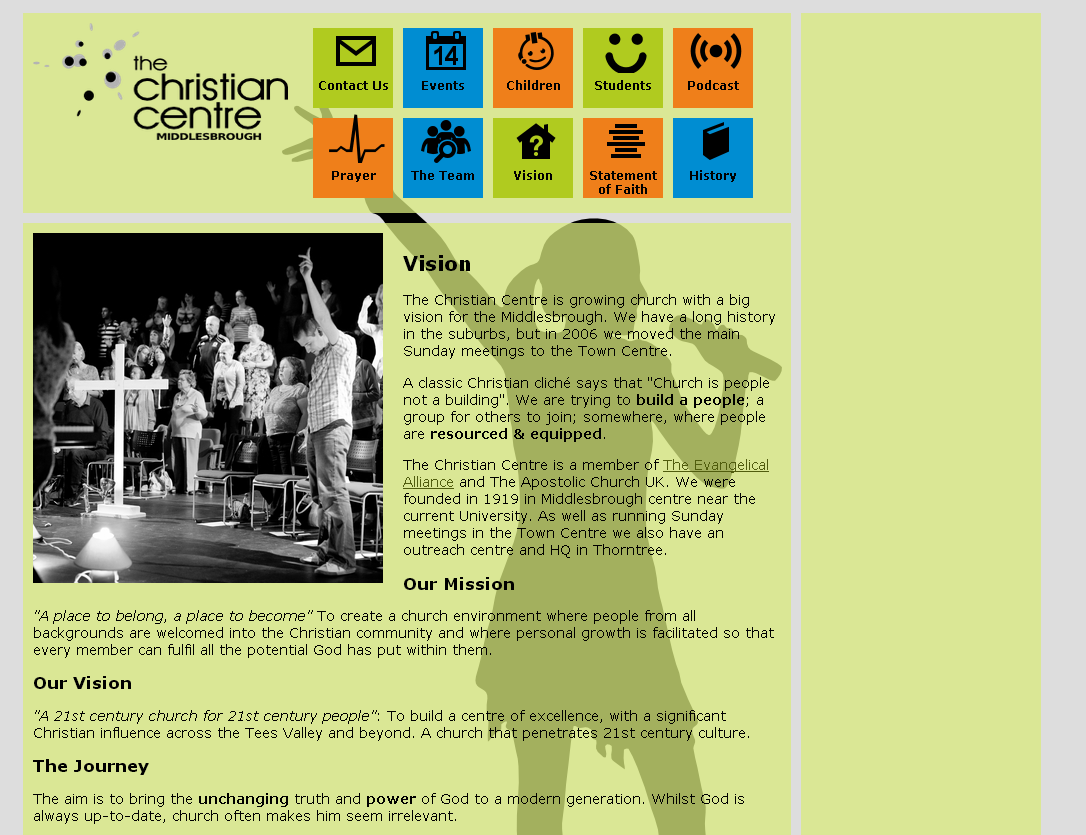 the
christian
centre
MIDDLESBROUGH
Contact Us
14
Events
Children
Students
Podcast
Prayer
The Team
?
Vision
Statement
of Faith
History
Vision
The Christian Centre is growing church with a big
vision for the Middlesbrough. We have a long history
in the suburbs, but in 2006 we moved the main
Sunday meetings to the Town Centre.
A classic Christian cliché says that "Church is people
not a building". We are trying to build a people; a
group for others to join; somewhere, where people
are resourced & equipped.
The Christian Centre is a member of The Evangelical
Alliance and The Apostolic Church UK. We were
founded in 1919 in Middlesbrough centre near the
current University. As well as running Sunday
meetings in the Town Centre we also have an
outreach centre and HQ in Thorntree.
Our Mission
"A place to belong, a place to become" To create a church environment where people from all
backgrounds are welcomed into the Christian community and where personal growth is facilitated so that
every member can fulfil all the potential God has put within them.
Our Vision
"A 21st century church for 21st century people": To build a centre of excellence, with a significant
Christian influence across the Tees Valley and beyond. A church that penetrates 21st century culture.
The Journey
The aim is to bring the unchanging truth and power of God to a modern generation. Whilst God is
always up-to-date, church often makes him seem irrelevant.